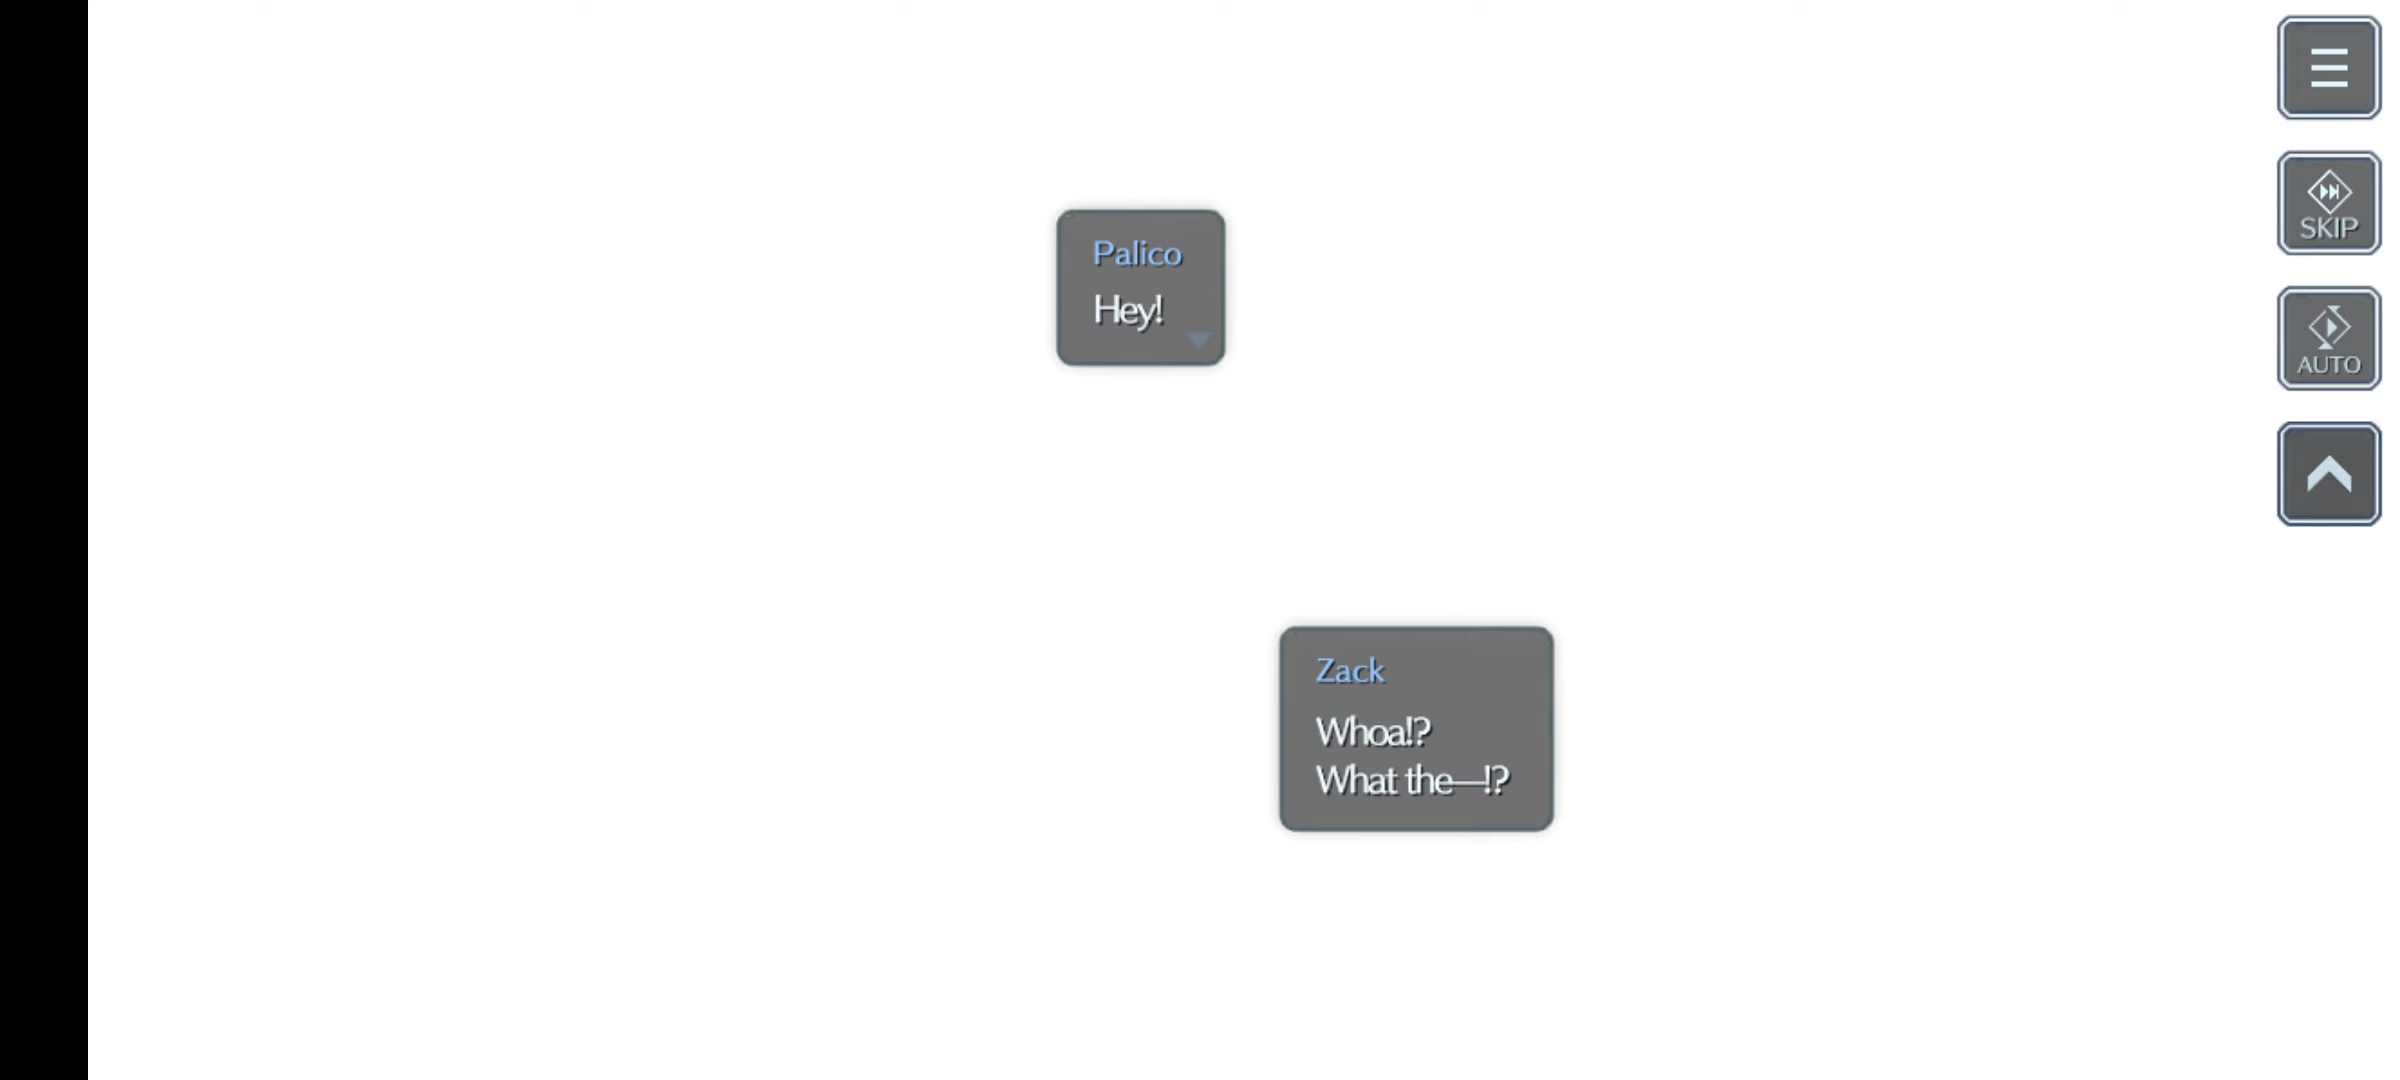 Palico
Hey!
Zack
Whoa!?
What the—!?
SKIP
AUTO